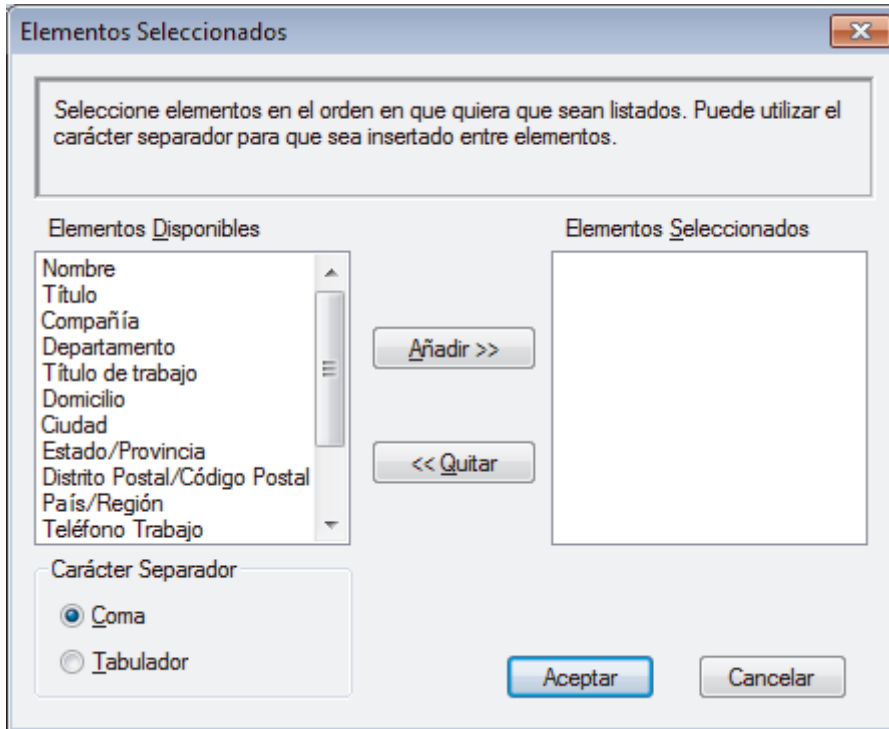 Elementos Seleccionados
Seleccione elementos en el orden en que quiera que sean listados. Puede utilizar el
carácter separador para que sea insertado entre elementos.
Elementos Disponibles
Elementos Seleccionados
Nombre
Título
Compañía
Departamento
Título de trabajo
Domicilio
Ciudad
Estado/Provincia
Distrito Postal/Código Postal
País/Región
Teléfono Trabajo
Añadir >>
<< Quitar
Carácter Separador
Coma
Tabulador
Aceptar
Cancelar